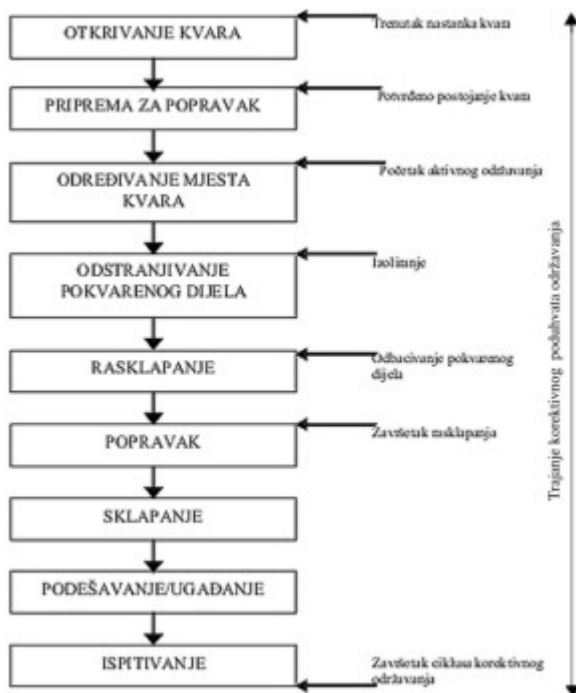 OTKRIVANJE KVARA
Trenutak nastanka kvara
PRIPREMA ZA POPRAVAK
Potvrđeno postojanje kvara
ODREĐIVANJE MJESTA
KVARA
Početak aktivnog održavanja
ODSTRANJIVANJE
POKVARENOG DIJELA
Izoliranje
RASKLAPANJE
Odbacivanje pokvarenog
dijela
POPRAVAK
Završetak rasklapanja
SKLAPANJE
PODEŠAVANJE/UGAĐANJE
ISPITIVANJE
Završetak ciklusa korektivnog
održavanja
Trajanje korektivnog poduhvata održavanja